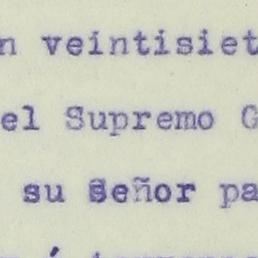 n veintisiet
el Supremo G
su Señor pa